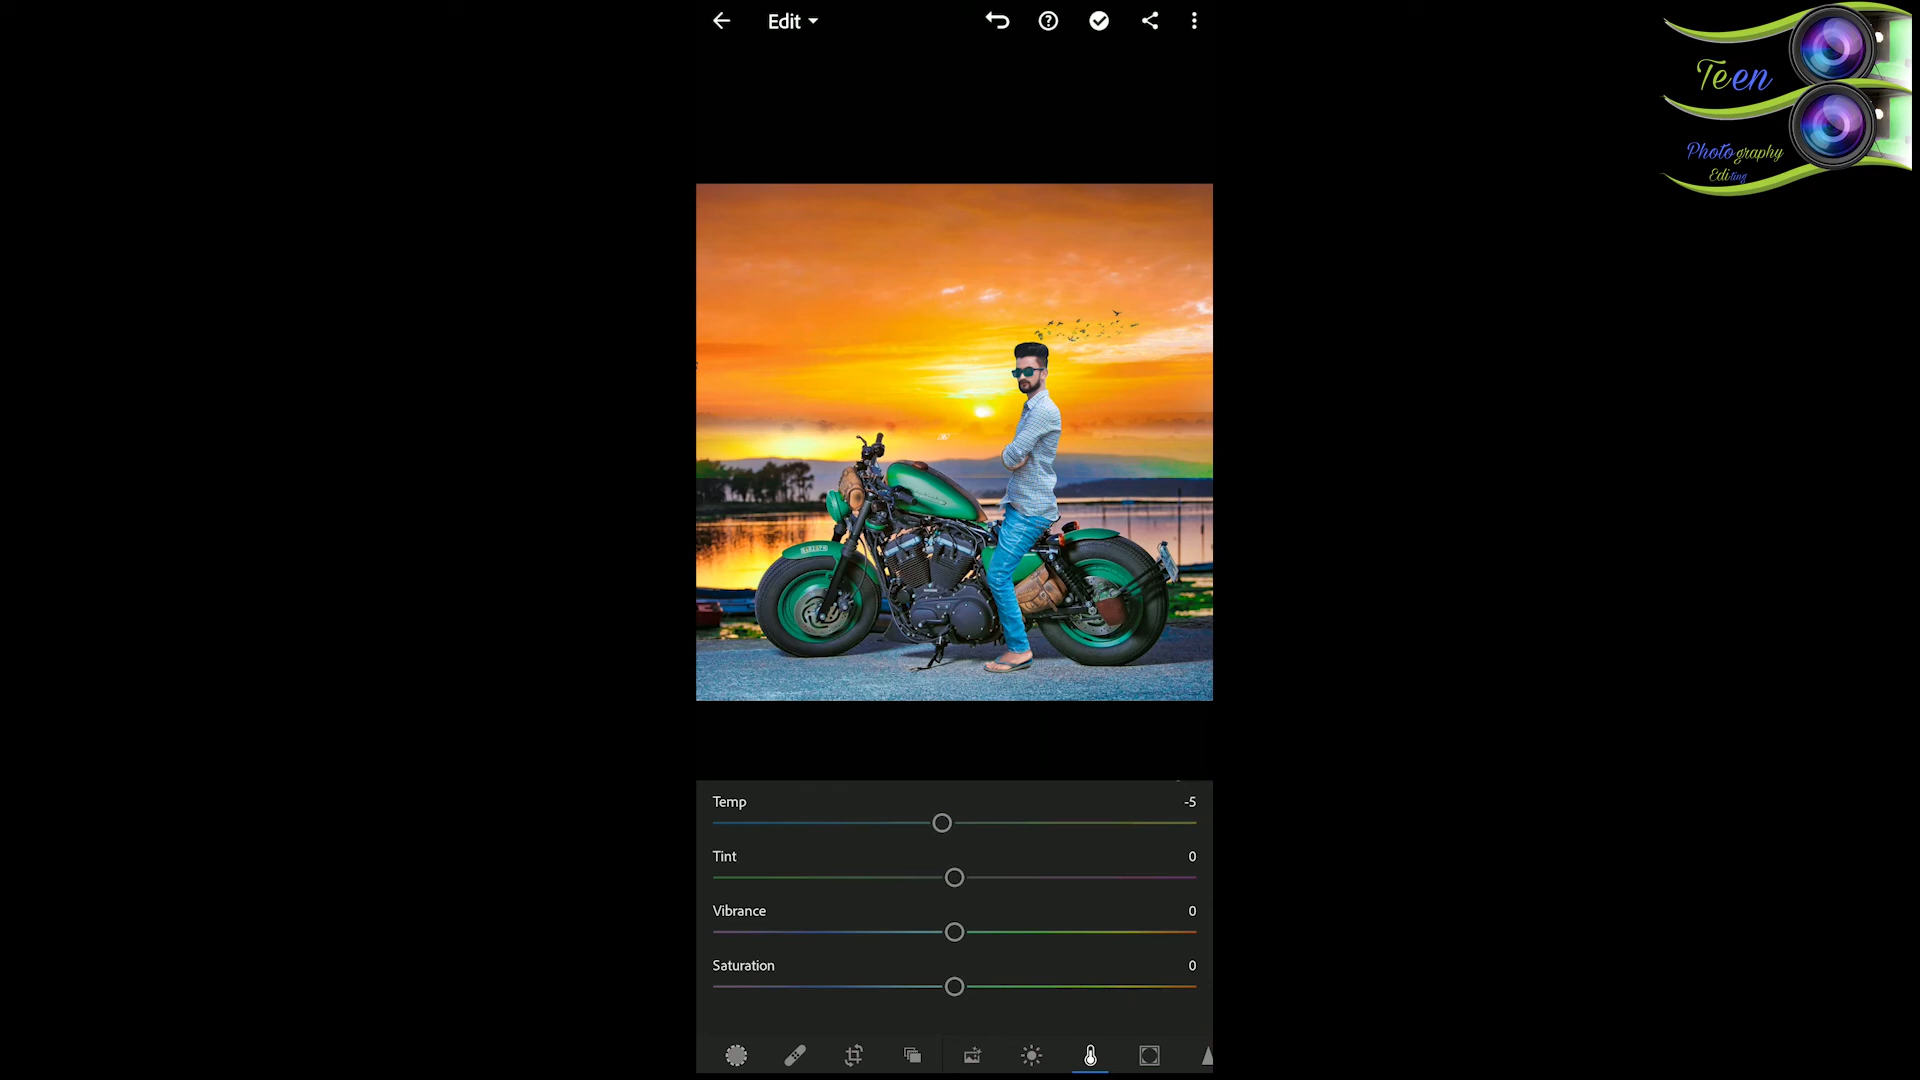 Edit
Teen
Photography
Editing
Temp -5
Tint 0
Vibrance 0
Saturation 0